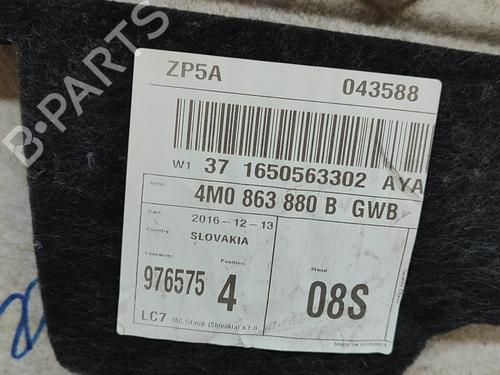 B-PARTS
ZP5A 043588
W1 37 1650563302 AYA
Item
4M0 863 880 B GWB
Date
2016-12-13
Country
SLOVAKIA
Container Position Stand
976575 4 08S
LC7 IAC Group (Slovakia) s.r.o
MADE IN SLOVAKIA